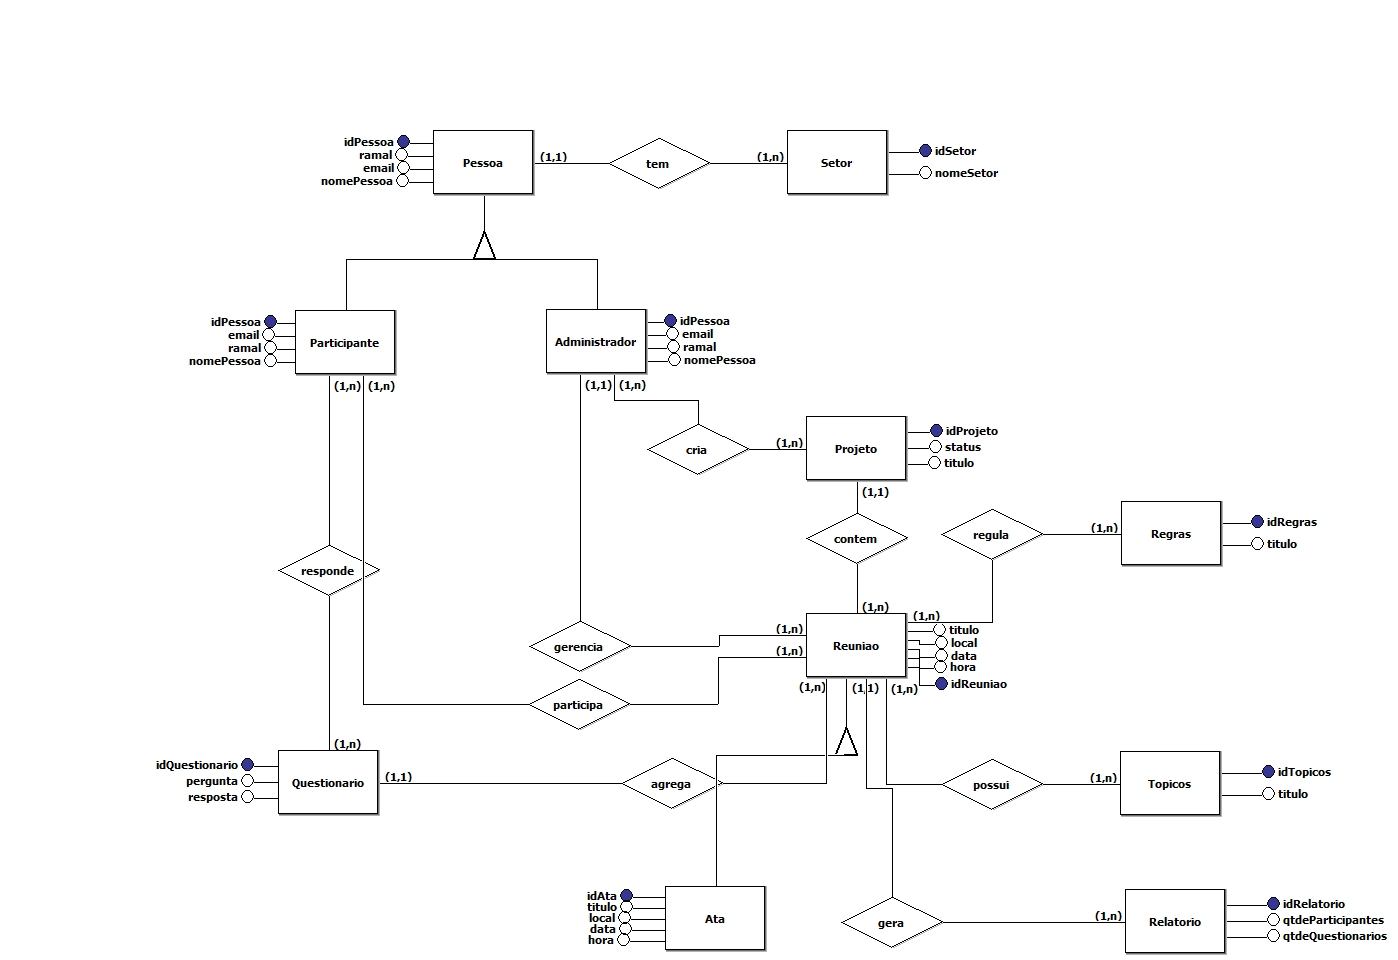 idPessoa
ramal
email
nomePessoa
Pessoa
(1,1)
tem
(1,n)
Setor
idSetor
nomeSetor
idPessoa
email
ramal
nomePessoa
Participante
(1,n)
(1,n)
Administrador
idPessoa
email
ramal
nomePessoa
(1,1)
(1,n)
cria
(1,n)
Projeto
idProjeto
status
titulo
(1,1)
contem
(1,n)
regula
(1,n)
Regras
idRegras
titulo
responde
gerencia
(1,n)
participa
(1,n)
Reuniao
(1,n)
titulo
local
data
hora
idReuniao
(1,n)
(1,1)
(1,n)
(1,n)
idQuestionario
pergunta
resposta
Questionario
(1,1)
agrega
possui
(1,n)
Topicos
idTopicos
titulo
idAta
titulo
local
data
hora
Ata
gera
(1,n)
Relatorio
idRelatorio
qtdeParticipantes
qtdeQuestionarios